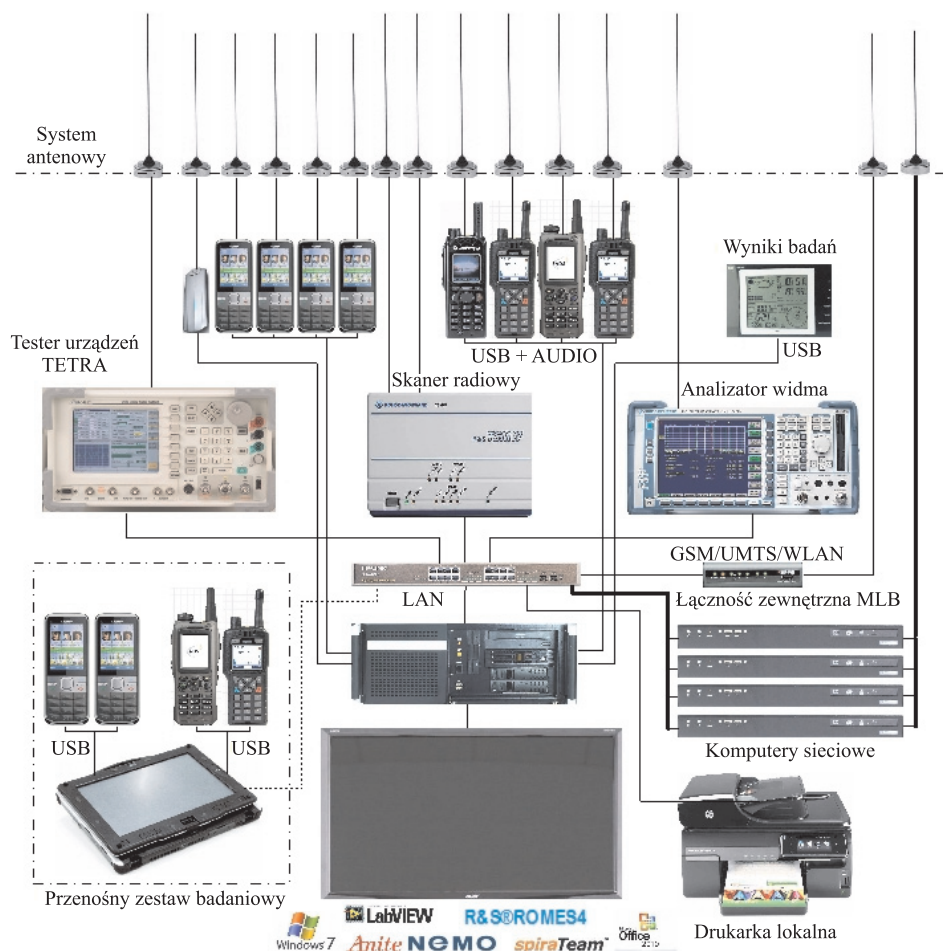 System
antenowy
Wyniki badań
USB
Tester urządzeń
TETRA
USB + AUDIO
Skaner radiowy
Analizator widma
GSM/UMTS/WLAN
LAN
Łączność zewnętrzna MLB
USB
USB
Komputery sieciowe
Przenośny zestaw badaniowy
Drukarka lokalna
LabVIEW
R&S®ROMES4
Office
Windows 7
Anite NEMO
spiraTeam